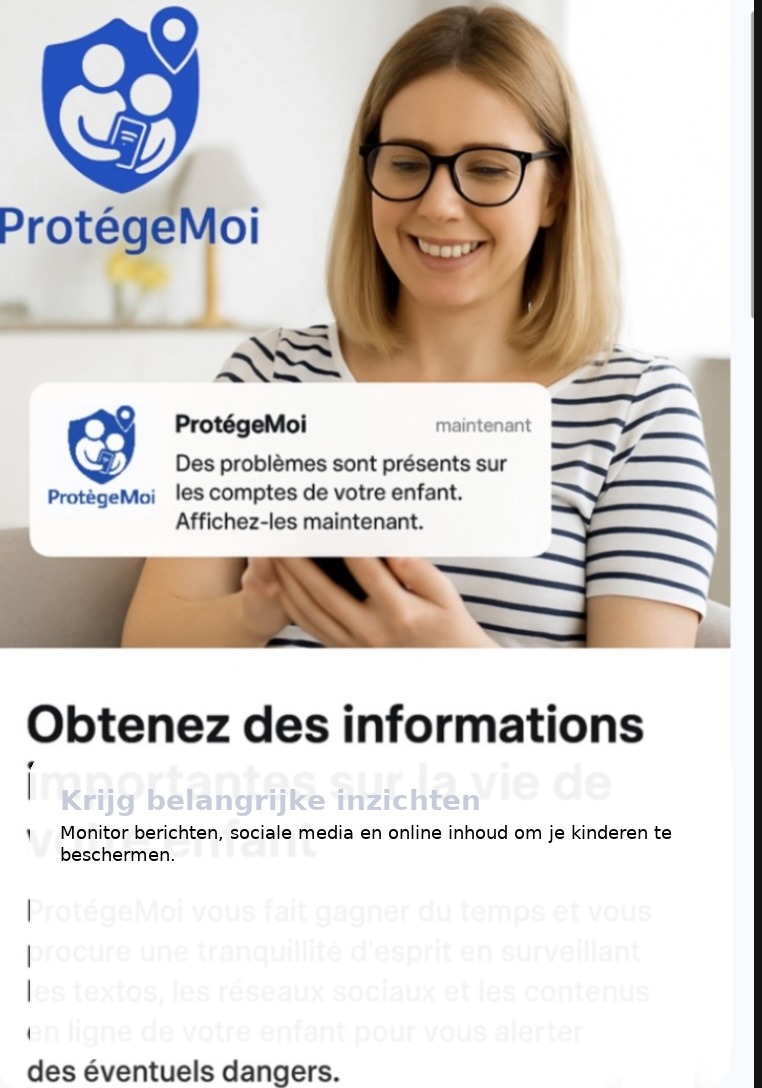 ProtégeMoi
ProtégeMoi
maintenant
ProtègeMoi
Des problèmes sont présents sur
les comptes de votre enfant.
Affichez-les maintenant.
Obtenez des informations
importantes sur la vie de
votre enfant
Krijg belangrijke inzichten
Monitor berichten, sociale media en online inhoud om je kinderen te
beschermen.
ProtégeMoi vous fait gagner du temps et vous
procure une tranquillité d'esprit en surveillant
les textos, les réseaux sociaux et les contenus
en ligne de votre enfant pour vous alerter
des éventuels dangers.